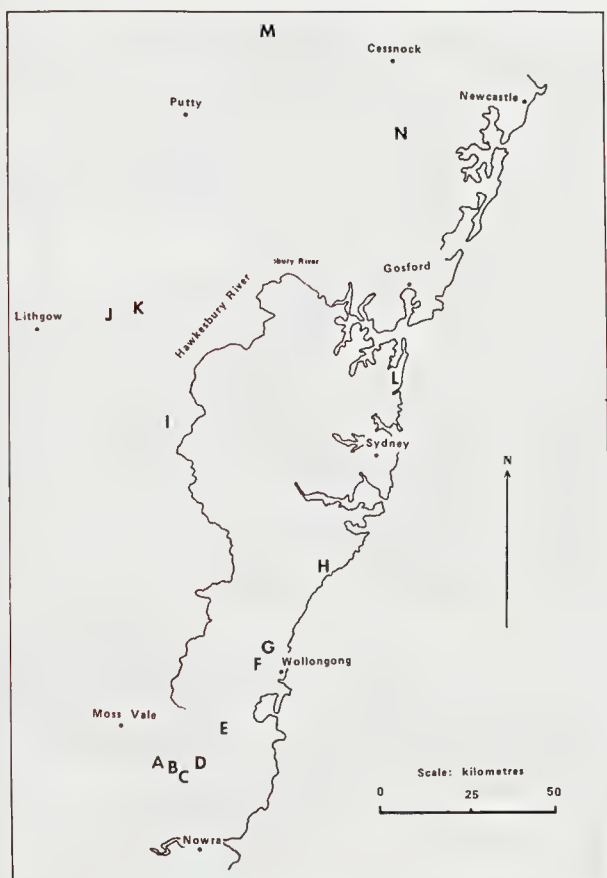 M
Cessnock
Putty
Newcastle
N
bury River
Gosford
Hawkesbury River
Lithgow
J
K
L
I
Sydney
N
H
G
F
Wollongong
Moss Vale
E
A
B
C
D
Scale: kilometres
0
25
50
Nowra